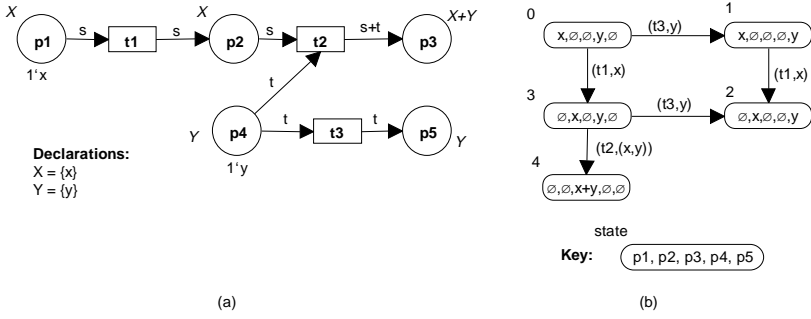 X
X
X+Y
p1
s
t1
s
p2
s
t2
s+t
p3
1‘x
t
Y
p4
t
t3
t
p5
Y
1‘y
Declarations:
X = {x}
Y = {y}
(a)
0
1
x,∅,∅,y,∅
(t3,y)
x,∅,∅,∅,y
(t1,x)
(t1,x)
3
2
∅,x,∅,y,∅
(t3,y)
∅,x,∅,∅,y
(t2,(x,y))
4
∅,∅,x+y,∅,∅
state
Key:
p1, p2, p3, p4, p5
(b)